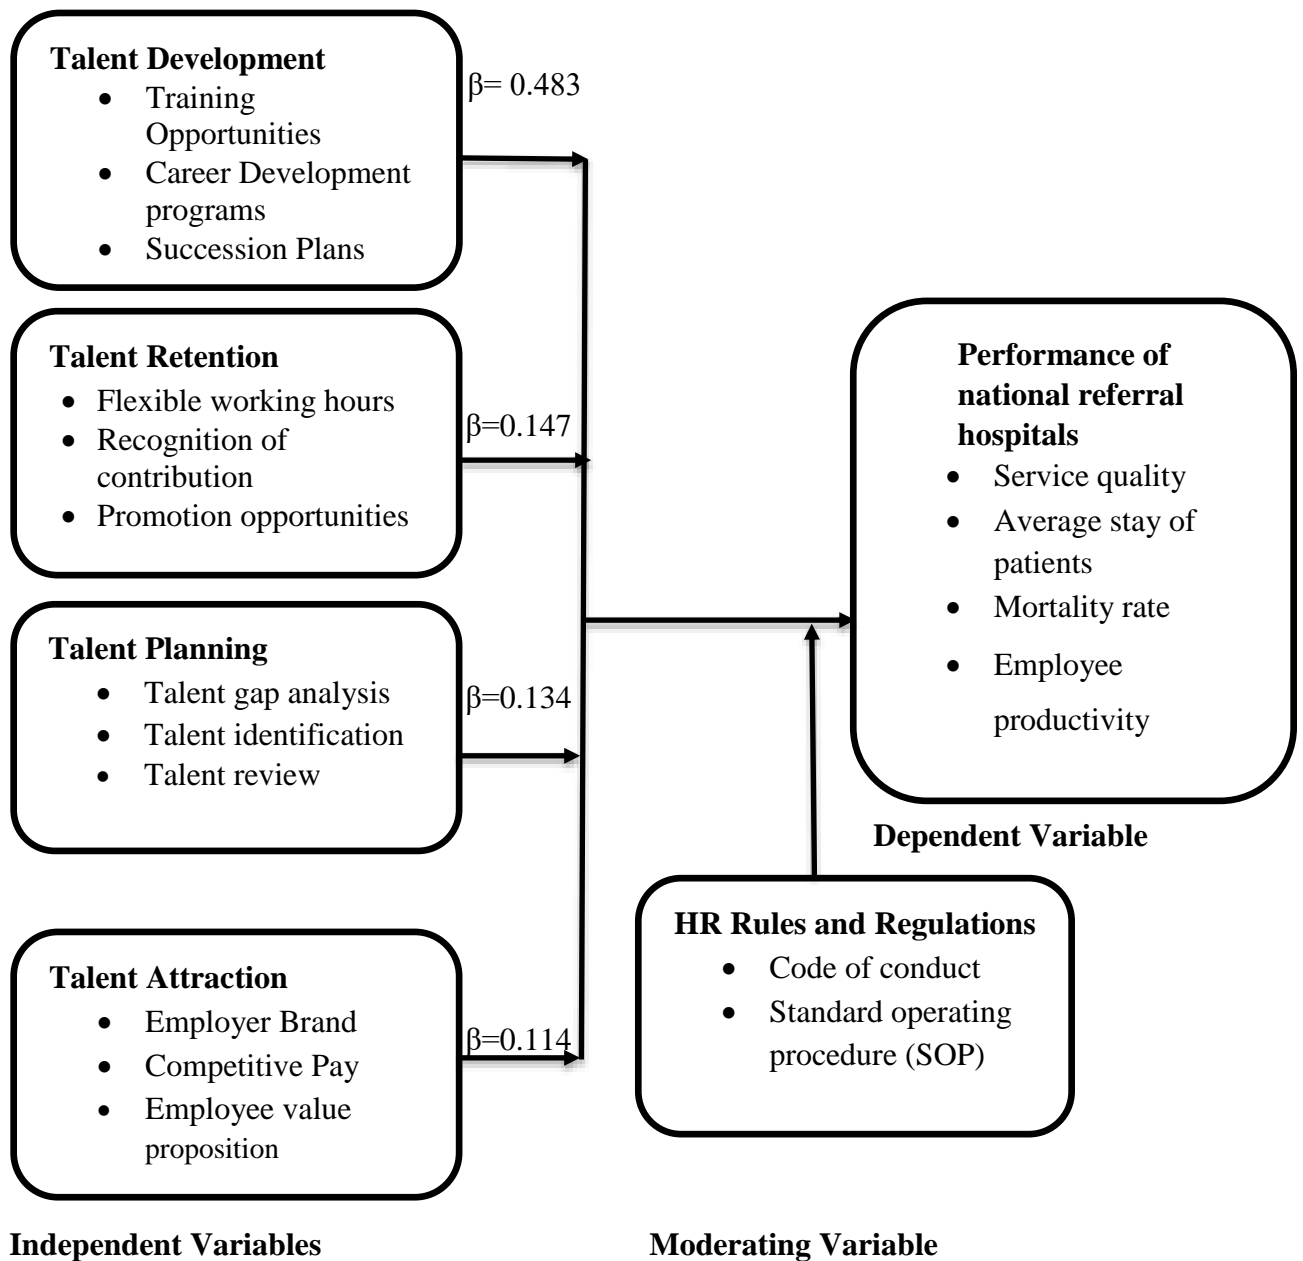 Talent Development
• Training
Opportunities
• Career Development
programs
• Succession Plans
β= 0.483
Talent Retention
• Flexible working hours
• Recognition of
contribution
• Promotion opportunities
β=0.147
Talent Planning
• Talent gap analysis
• Talent identification
• Talent review
β=0.134
Talent Attraction
• Employer Brand
• Competitive Pay
• Employee value
proposition
β=0.114
Independent Variables
Performance of
national referral
hospitals
• Service quality
• Average stay of
patients
• Mortality rate
• Employee
productivity
Dependent Variable
HR Rules and Regulations
• Code of conduct
• Standard operating
procedure (SOP)
Moderating Variable